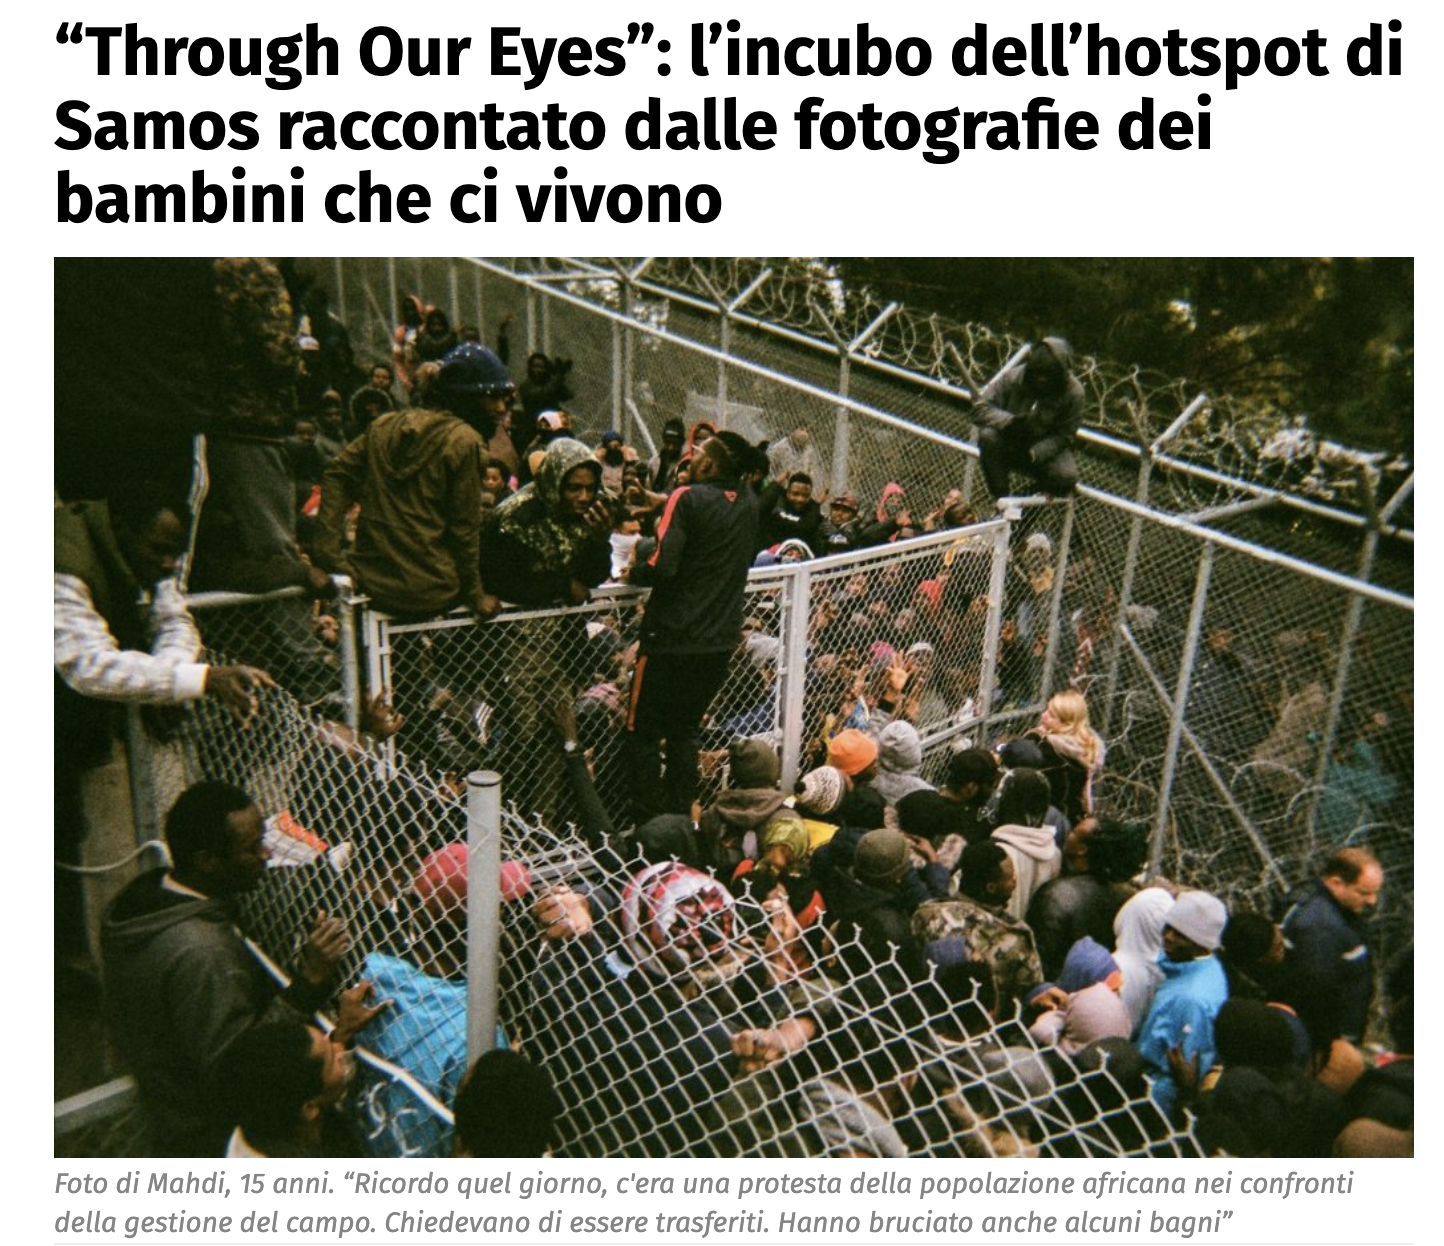 “Through Our Eyes”: l’incubo dell’hotspot di
Samos raccontato dalle fotografie dei
bambini che ci vivono
Foto di Mahdi, 15 anni. “Ricordo quel giorno, c'era una protesta della popolazione africana nei confronti
della gestione del campo. Chiedevano di essere trasferiti. Hanno bruciato anche alcuni bagni”